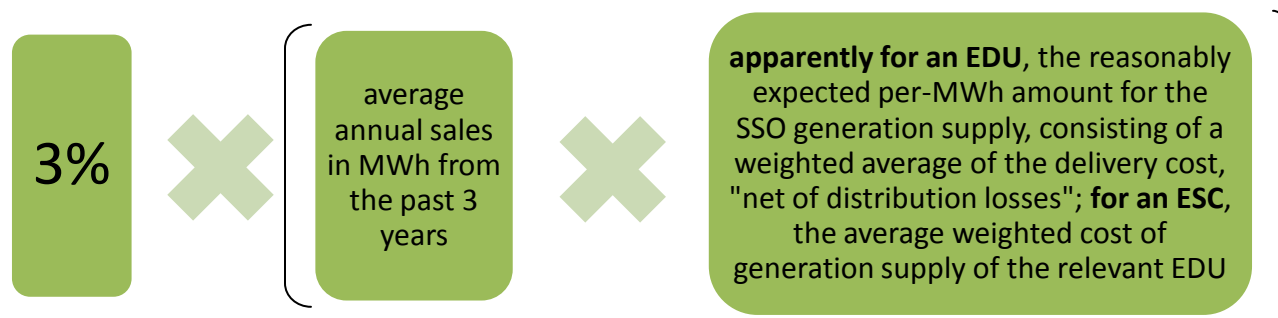 3%
average
annual sales
in MWh from
the past 3
years
apparently for an EDU, the reasonably
expected per-MWh amount for the
SSO generation supply, consisting of a
weighted average of the delivery cost,
"net of distribution losses"; for an ESC,
the average weighted cost of
generation supply of the relevant EDU